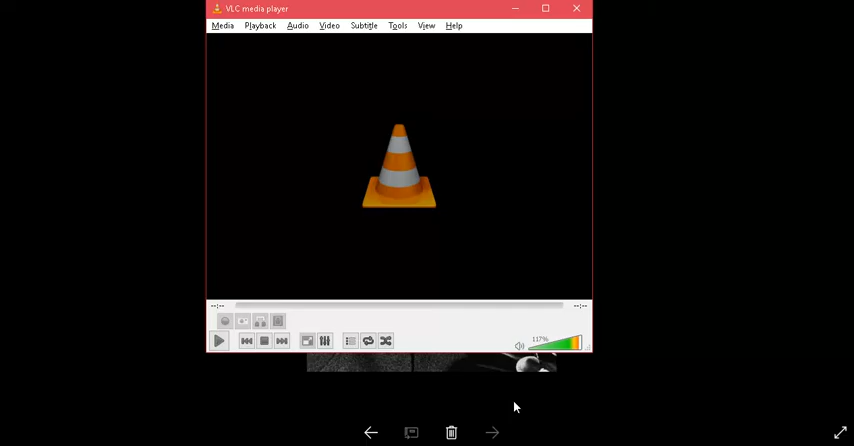 VLC media player
Media Playback Audio Video Subtitle Tools View Help
--:-- --:--
117%